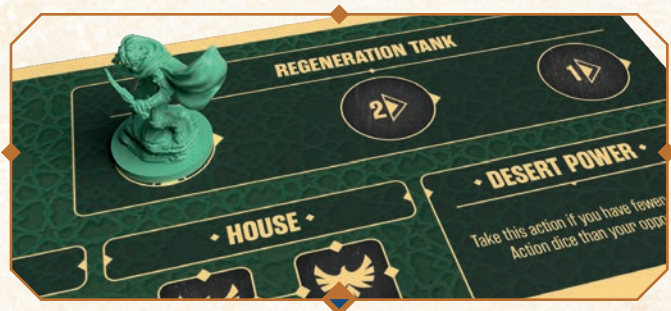 REGENERATION TANK
2
1
HOUSE
DESERT POWER
Take this action if you have fewer
Action dice than your oppo